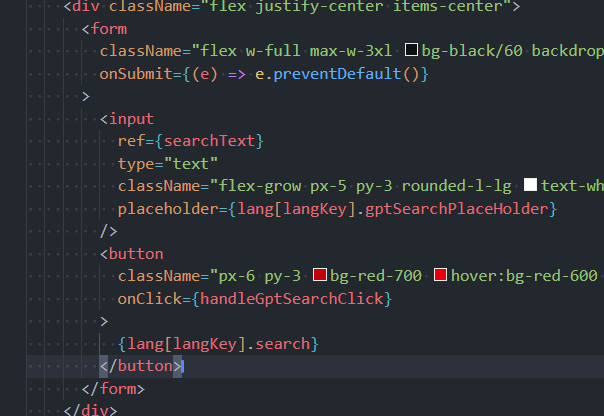 <div className="flex justify-center items-center">
<form
className="flex w-full max-w-3xl bg-black/60 backdrop
onSubmit={(e) => e.preventDefault()}
>
<input
ref={searchText}
type="text"
className="flex-grow px-5 py-3 rounded-l-lg text-wh
placeholder={lang[langKey].gptSearchPlaceHolder}
/>
<button
className="px-6 py-3 bg-red-700 hover:bg-red-600
onClick={handleGptSearchClick}
>
{lang[langKey].search}
</button>
</form>
</div>